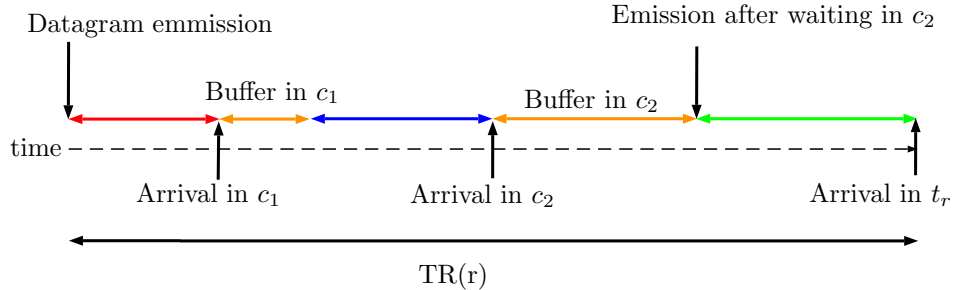 Emission after waiting in c₂
Datagram emmission
Buffer in c₁
Buffer in c₂
time
Arrival in c₁
Arrival in c₂
Arrival in tᵣ
TR(r)